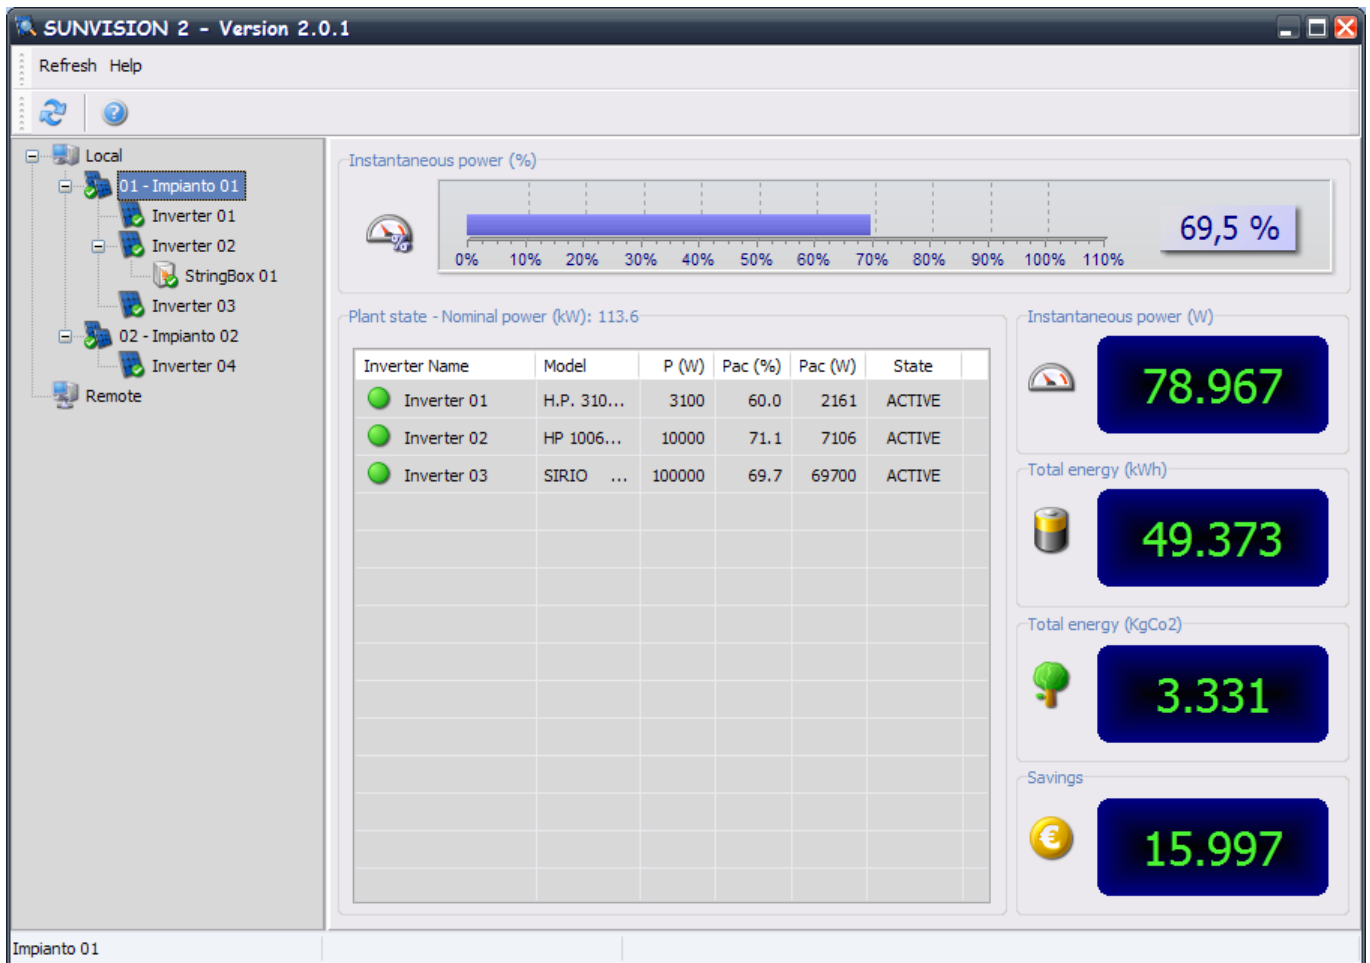 SUNVISION 2 - Version 2.0.1
Refresh Help
Local
01 - Impianto 01
Inverter 01
Inverter 02
StringBox 01
Inverter 03
02 - Impianto 02
Inverter 04
Remote
Instantaneous power (%)
0% 10% 20% 30% 40% 50% 60% 70% 80% 90% 100% 110%
69,5 %
Plant state - Nominal power (kW): 113.6
Inverter Name Model P (W) Pac (%) Pac (W) State
Inverter 01 H.P. 310... 3100 60.0 2161 ACTIVE
Inverter 02 HP 1006... 10000 71.1 7106 ACTIVE
Inverter 03 SIRIO ... 100000 69.7 69700 ACTIVE
Instantaneous power (W)
78.967
Total energy (kWh)
49.373
Total energy (KgCo2)
3.331
Savings
€
15.997
Impianto 01